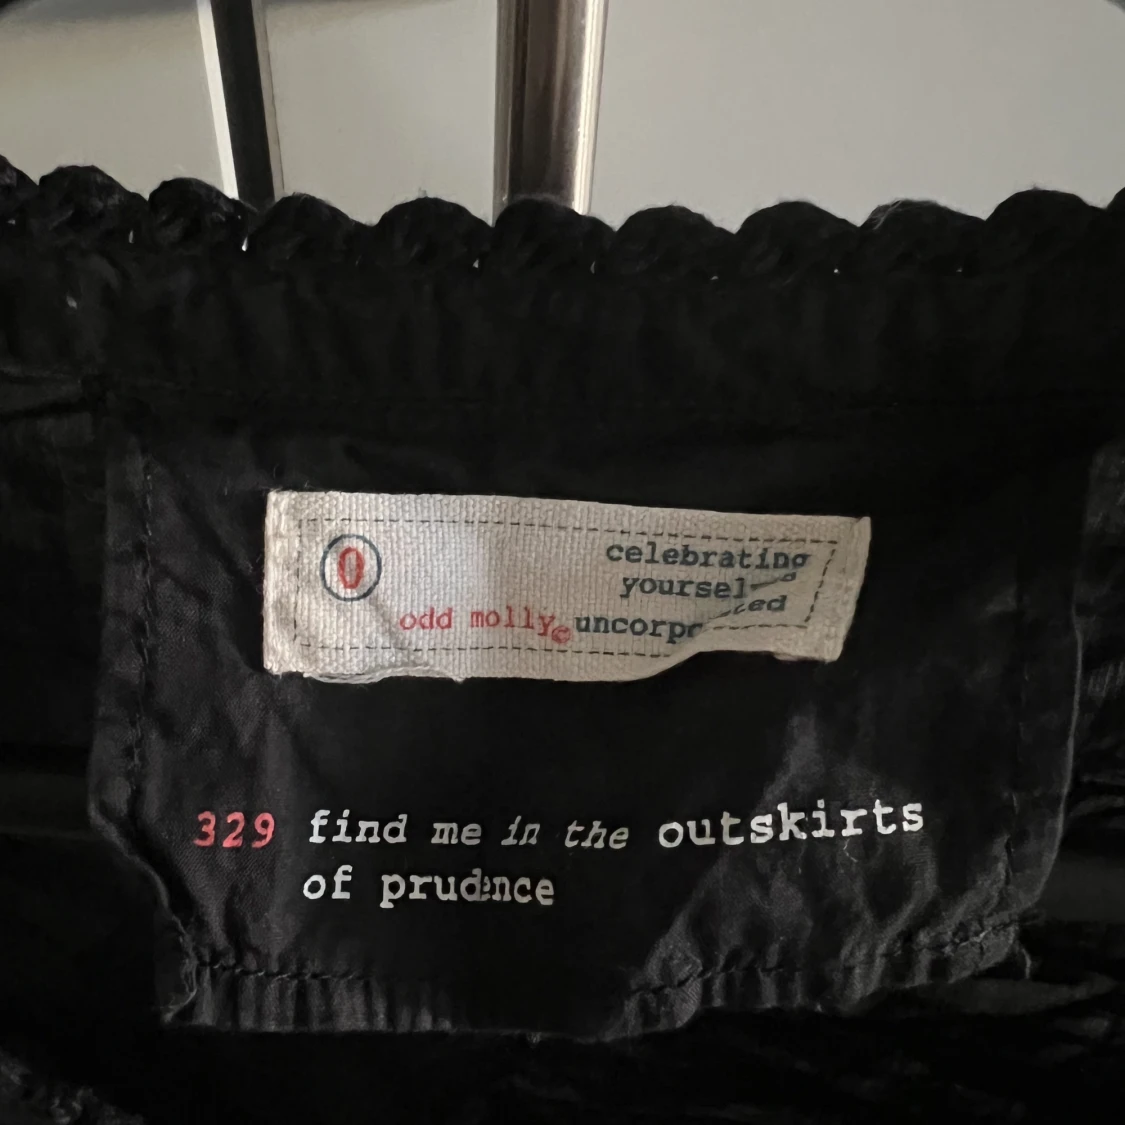 0
celebrating
odd molly©
329 find me in the outskirts
of prudence